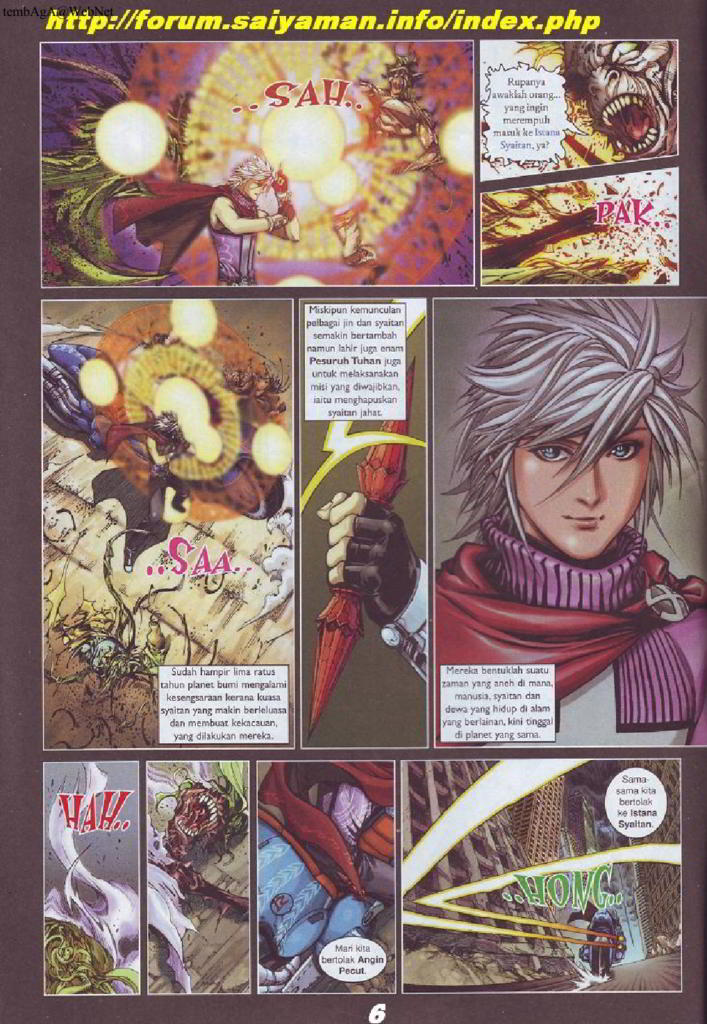 tembAgA@WebNet
http://forum.saiyaman.info/index.php
..SAH..
Rupanya
awaklah orang...
yang ingin
merempuh
masuk ke Istana
Syaitan, ya?
PAK..
..SAA..
Sudah hampir lima ratus
tahun planet bumi mengalami
kesengsaraan kerana kuasa
syaitan yang makin berleluasa
dan membuat kekacauan,
yang dilakukan mereka.
Miskipun kemunculan
pelbagai jin dan syaitan
semakin bertambah
namun lahir juga enam
Pesuruh Tuhan juga
untuk melaksanakan
misi yang diwajibkan,
iaitu menghapuskan
syaitan jahat.
Mereka bentuklah suatu
zaman yang aneh di mana,
manusia, syaitan dan
dewa yang hidup di alam
yang berlainan, kini tinggal
di planet yang sama.
HAH..
Mari kita
bertolak Angin
Pecut.
Sama-
sama kita
bertolak
ke Istana
Syaitan.
..HONG..
6